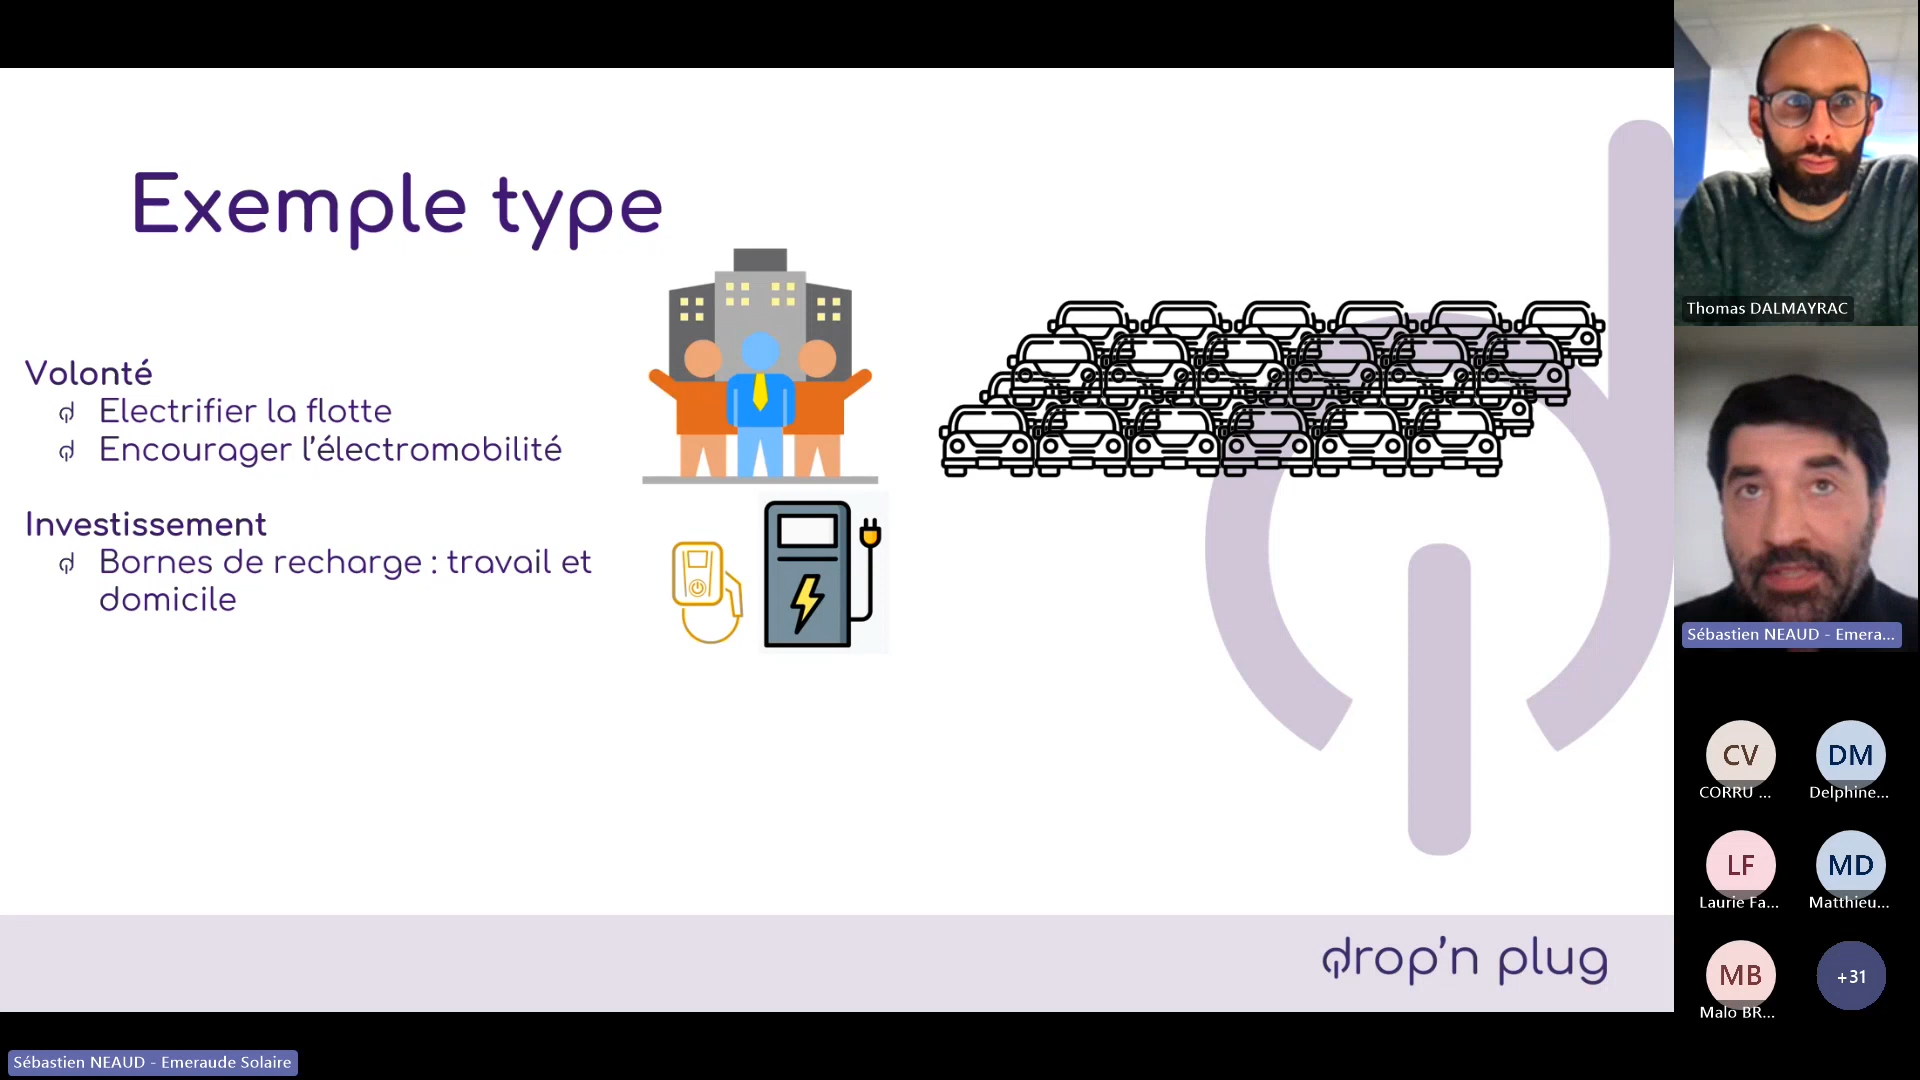 Exemple type
Volonté
Electrifier la flotte
Encourager l'électromobilité
Investissement
Bornes de recharge : travail et
domicile
drop'n plug
Sébastien NEAUD - Emeraude Solaire
Thomas DALMAYRAC
Sébastien NEAUD - Emera...
CV
CORRU ...
DM
Delphine...
LF
Laurie Fa...
MD
Matthieu...
MB
Malo BR...
+31